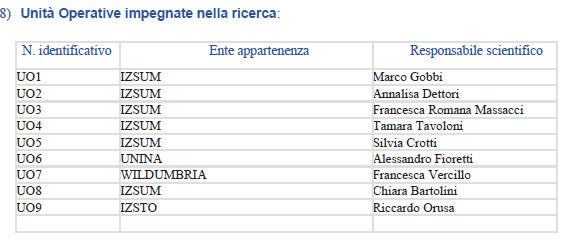 8) Unità Operative impegnate nella ricerca:
N. identificativo Ente appartenenza Responsabile scientifico
UO1 IZSUM Marco Gobbi
UO2 IZSUM Annalisa Dettori
UO3 IZSUM Francesca Romana Massacci
UO4 IZSUM Tamara Tavoloni
UO5 IZSUM Silvia Crotti
UO6 UNINA Alessandro Fioretti
UO7 WILDUMBRIA Francesca Vercillo
UO8 IZSUM Chiara Bartolini
UO9 IZSTO Riccardo Orusa